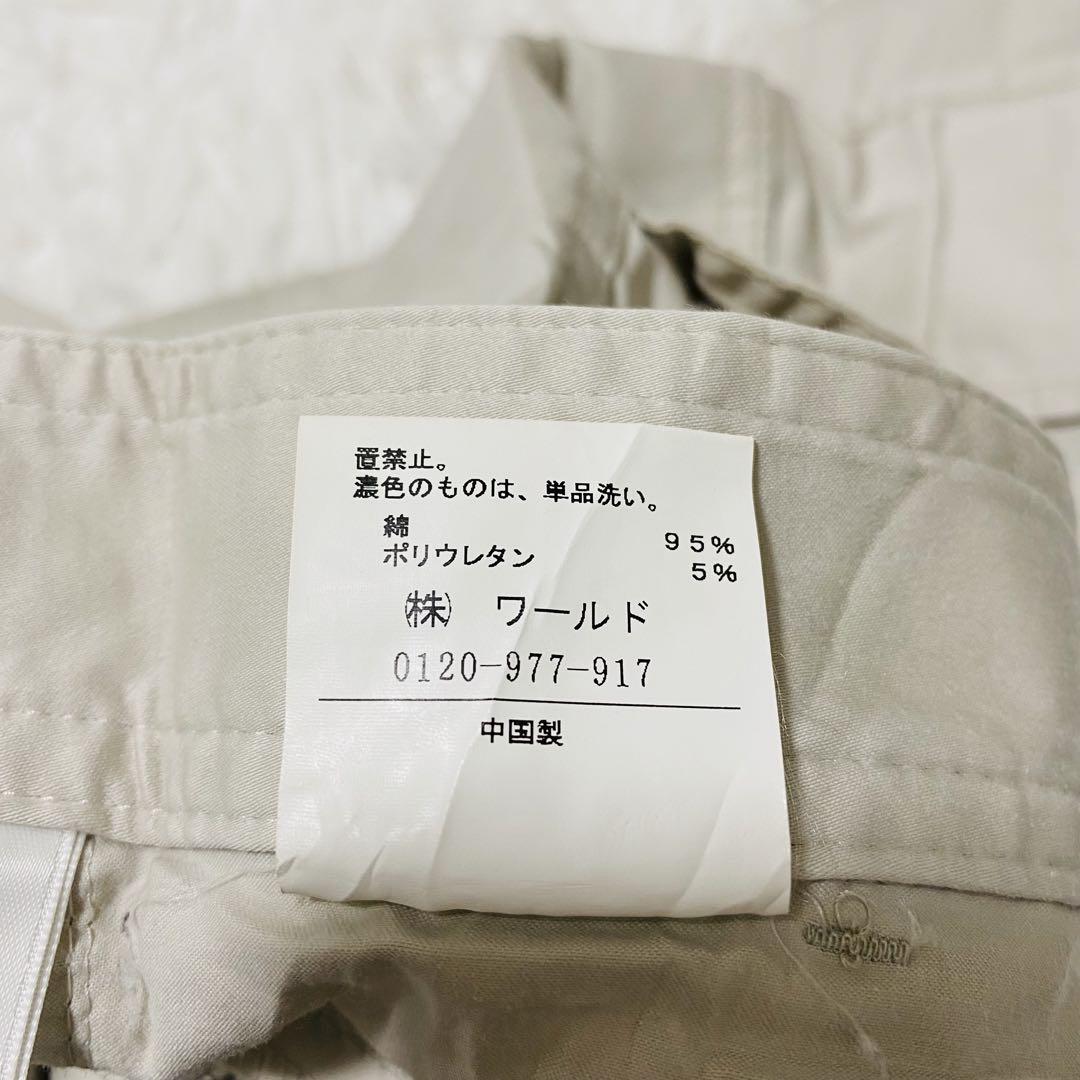 置禁止。
濃色のものは、単品洗い。
綿 95%
ポリウレタン 5%
㈱ ワールド
0120-977-917
中国製